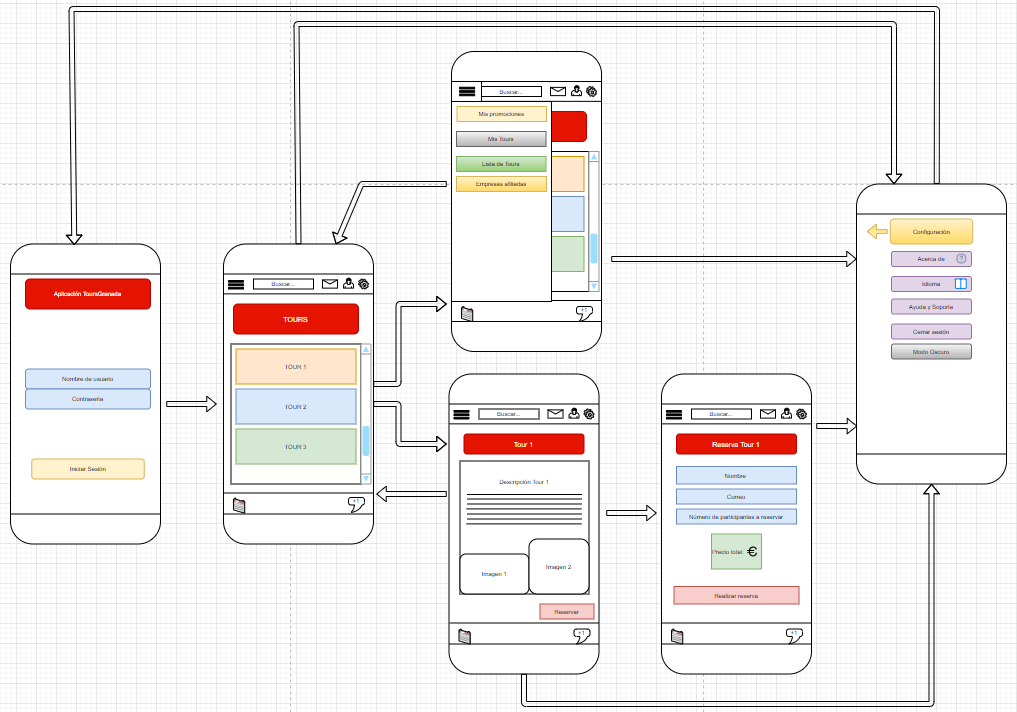 Buscar...
Mis promociones
Mis Tours
Lista de Tours
Empresas afiliadas
+1
Aplicación ToursGranada
Nombre de usuario
Contraseña
Iniciar Sesión
Buscar...
TOURS
TOUR 1
TOUR 2
TOUR 3
+1
Buscar...
Tour 1
Descripción Tour 1
Imagen 1
Imagen 2
Reservar
+1
Buscar...
Reserva Tour 1
Nombre
Correo
Número de participantes a reservar
Precio total: €
Realizar reserva
+1
Configuración
Acerca de ?
Idioma
Ayuda y Soporte
Cerrar sesión
Modo Oscuro